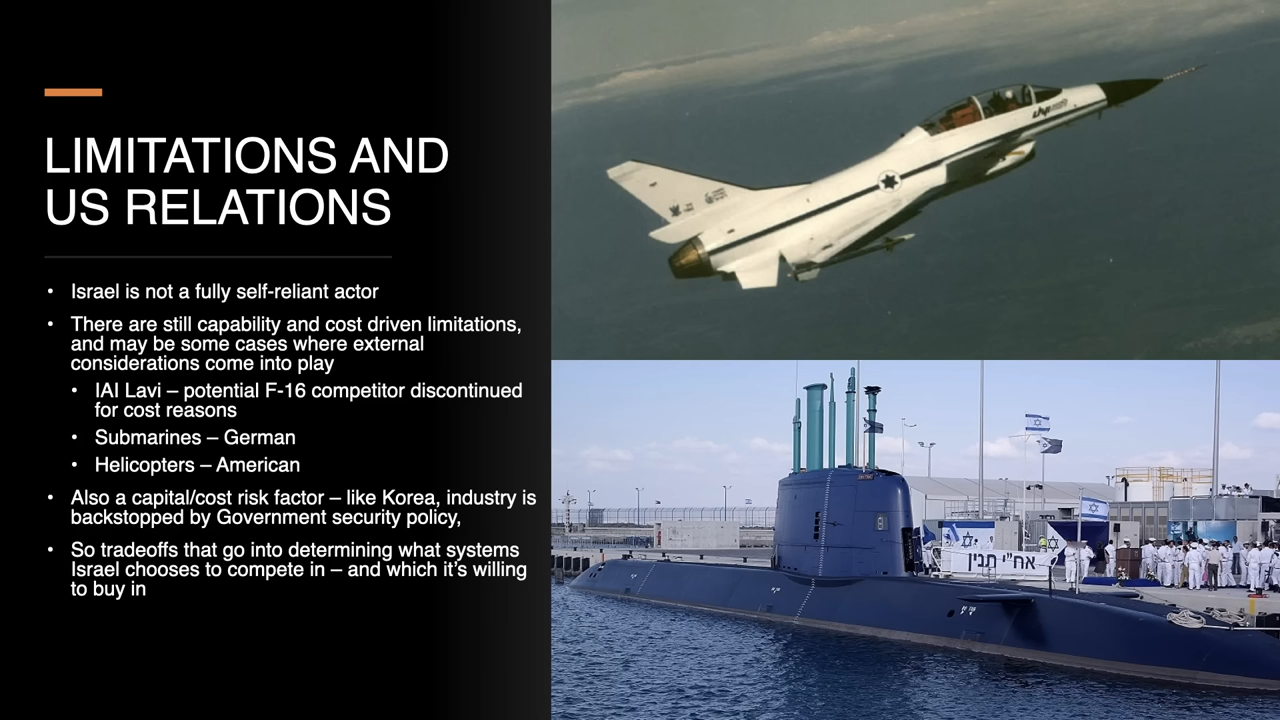 LIMITATIONS AND
US RELATIONS
• Israel is not a fully self-reliant actor
• There are still capability and cost driven limitations,
and may be some cases where external
considerations come into play
• IAI Lavi – potential F-16 competitor discontinued
for cost reasons
• Submarines – German
• Helicopters – American
• Also a capital/cost risk factor – like Korea, industry is
backstopped by Government security policy,
• So tradeoffs that go into determining what systems
Israel chooses to compete in – and which it’s willing
to buy in
אח"י תנין